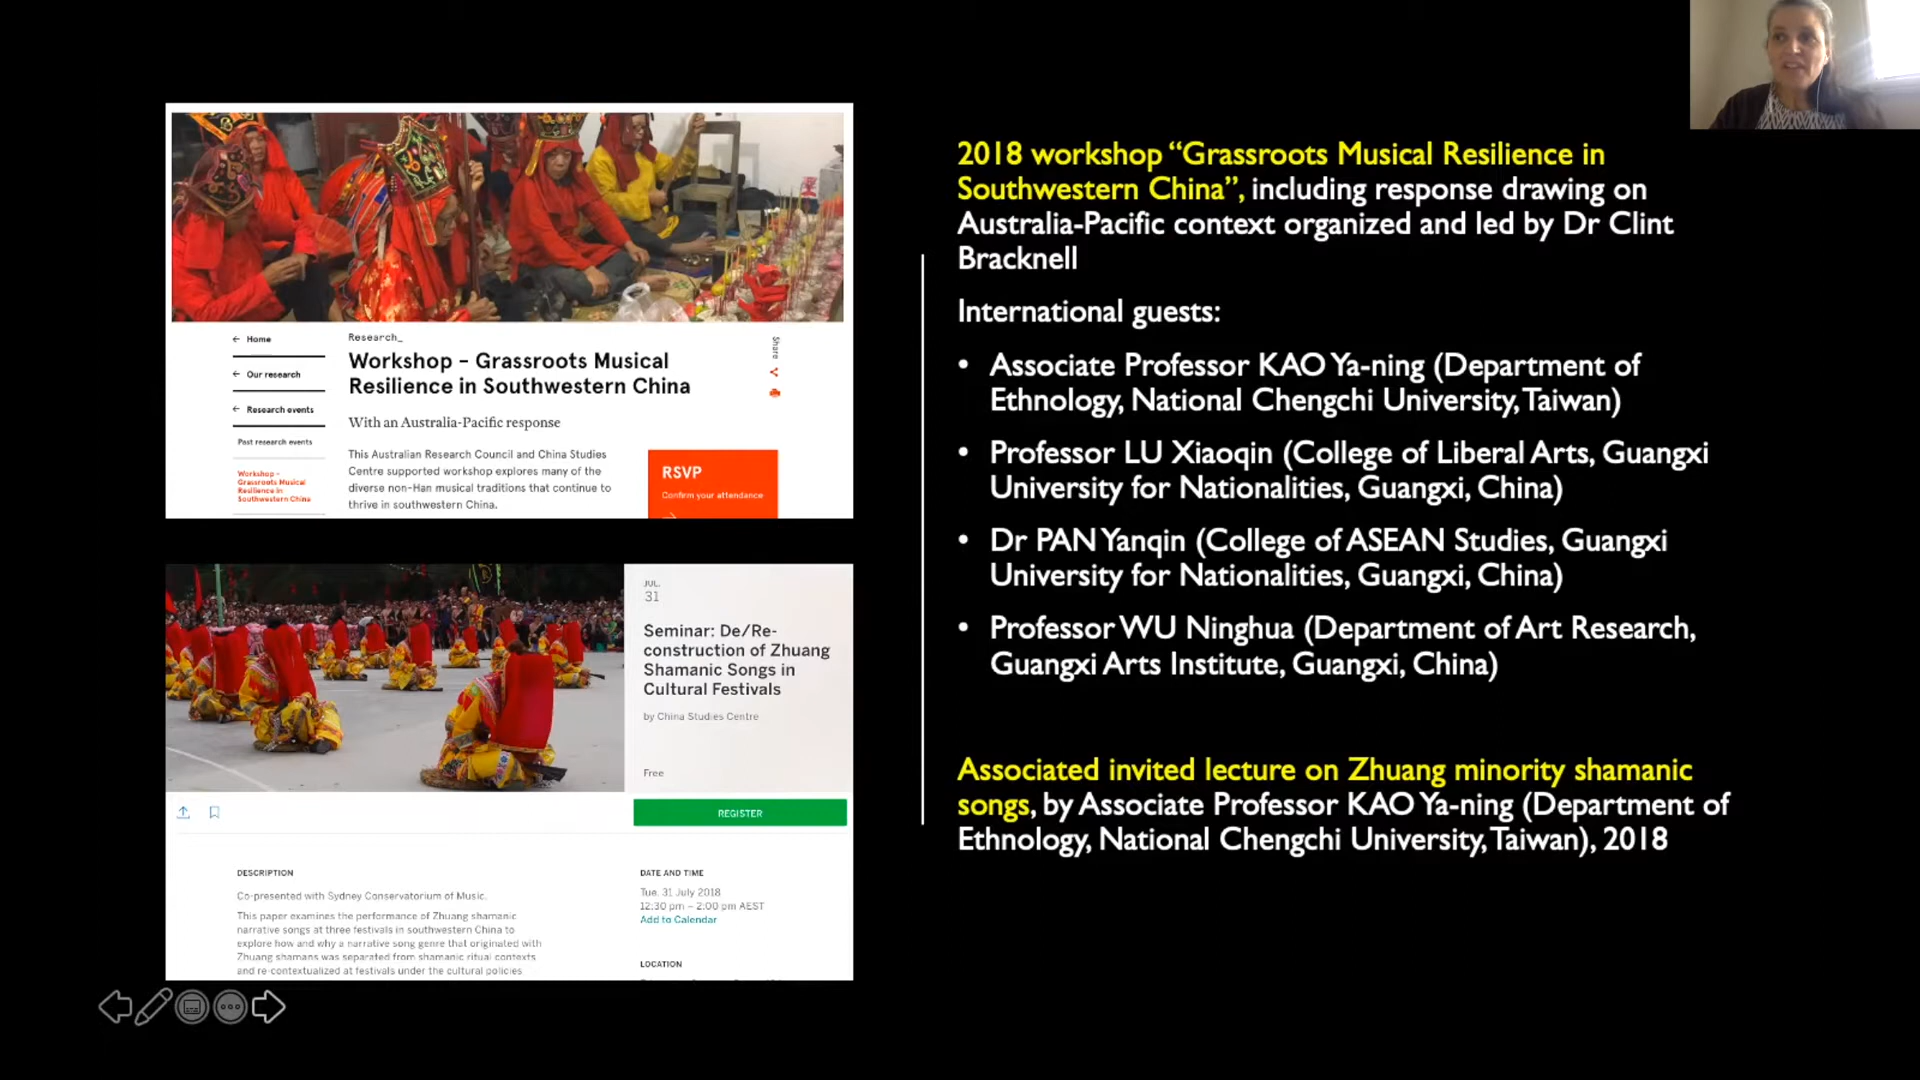 Home
Our research
Research events
Past research events
Workshop -
Grassroots Musical
Resilience in
Southwestern China
Research_
Workshop - Grassroots Musical
Resilience in Southwestern China
With an Australia-Pacific response
This Australian Research Council and China Studies
Centre supported workshop explores many of the
diverse non-Han musical traditions that continue to
thrive in southwestern China.
Share
RSVP
Confirm your attendance
JUL
31
Seminar: De/Re-
construction of Zhuang
Shamanic Songs in
Cultural Festivals
by China Studies Centre
Free
REGISTER
DESCRIPTION
Co-presented with Sydney Conservatorium of Music.
This paper examines the performance of Zhuang shamanic
narrative songs at three festivals in southwestern China to
explore how and why a narrative song genre that originated with
Zhuang shamans was separated from shamanic ritual contexts
and re-contextualized at festivals under the cultural policies
DATE AND TIME
Tue, 31 July 2018
12:30 pm – 2:00 pm AEST
Add to Calendar
LOCATION
2018 workshop “Grassroots Musical Resilience in
Southwestern China”, including response drawing on
Australia-Pacific context organized and led by Dr Clint
Bracknell
International guests:
• Associate Professor KAO Ya-ning (Department of
Ethnology, National Chengchi University, Taiwan)
• Professor LU Xiaoqin (College of Liberal Arts, Guangxi
University for Nationalities, Guangxi, China)
• Dr PAN Yanqin (College of ASEAN Studies, Guangxi
University for Nationalities, Guangxi, China)
• Professor WU Ninghua (Department of Art Research,
Guangxi Arts Institute, Guangxi, China)
Associated invited lecture on Zhuang minority shamanic
songs, by Associate Professor KAO Ya-ning (Department of
Ethnology, National Chengchi University, Taiwan), 2018